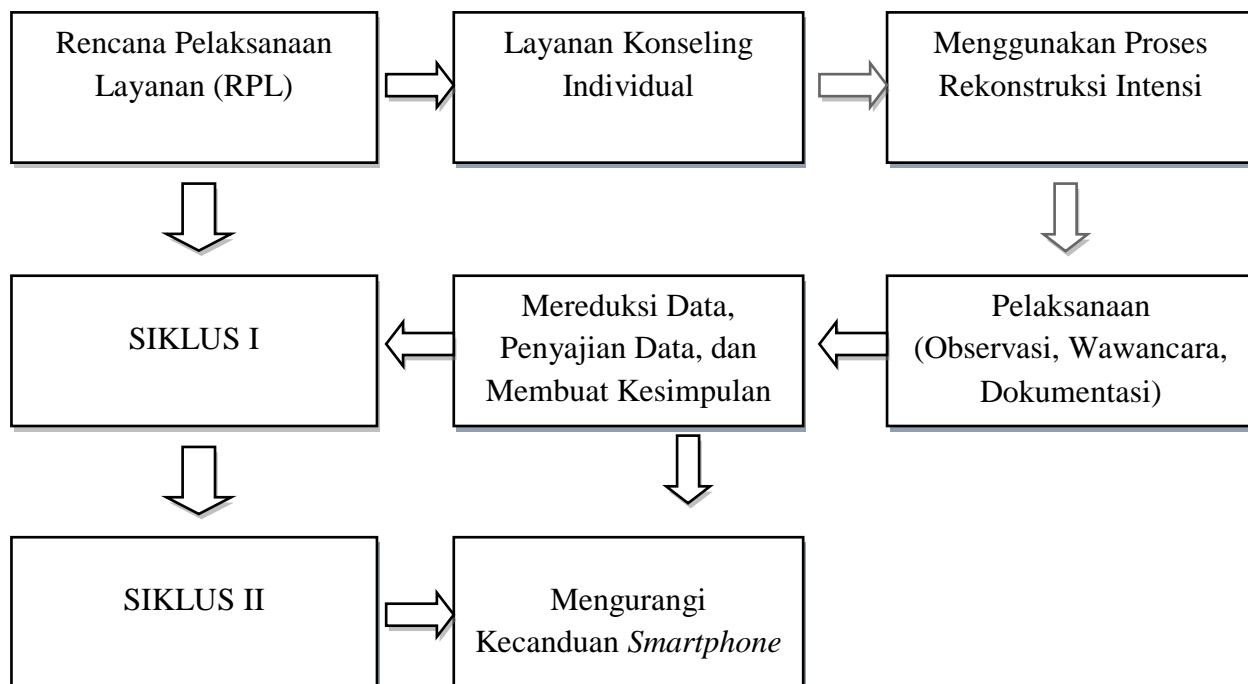 Rencana Pelaksanaan
Layanan (RPL)
Layanan Konseling
Individual
Menggunakan Proses
Rekonstruksi Intensi
SIKLUS I
Mereduksi Data,
Penyajian Data, dan
Membuat Kesimpulan
Pelaksanaan
(Observasi, Wawancara,
Dokumentasi)
SIKLUS II
Mengurangi
Kecanduan Smartphone